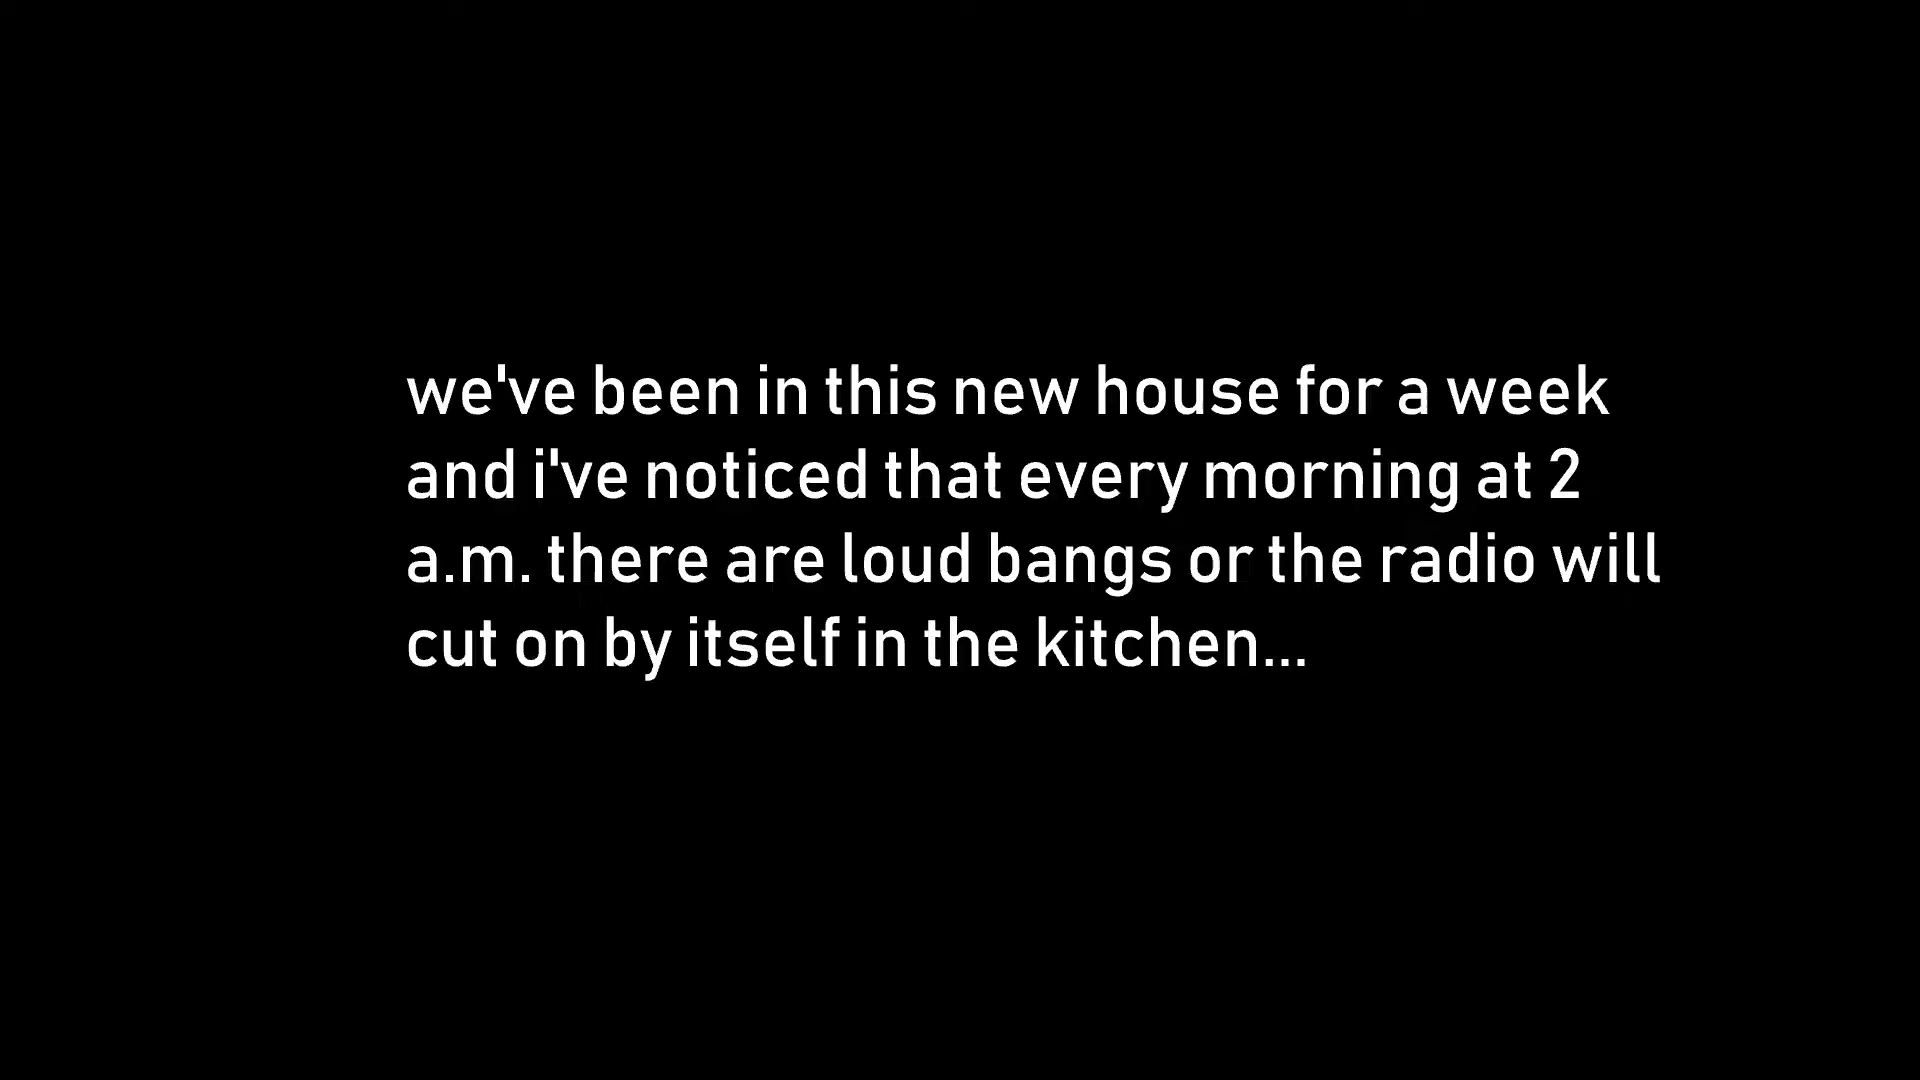 we've been in this new house for a week
and i've noticed that every morning at 2
a.m. there are loud bangs or the radio will
cut on by itself in the kitchen...